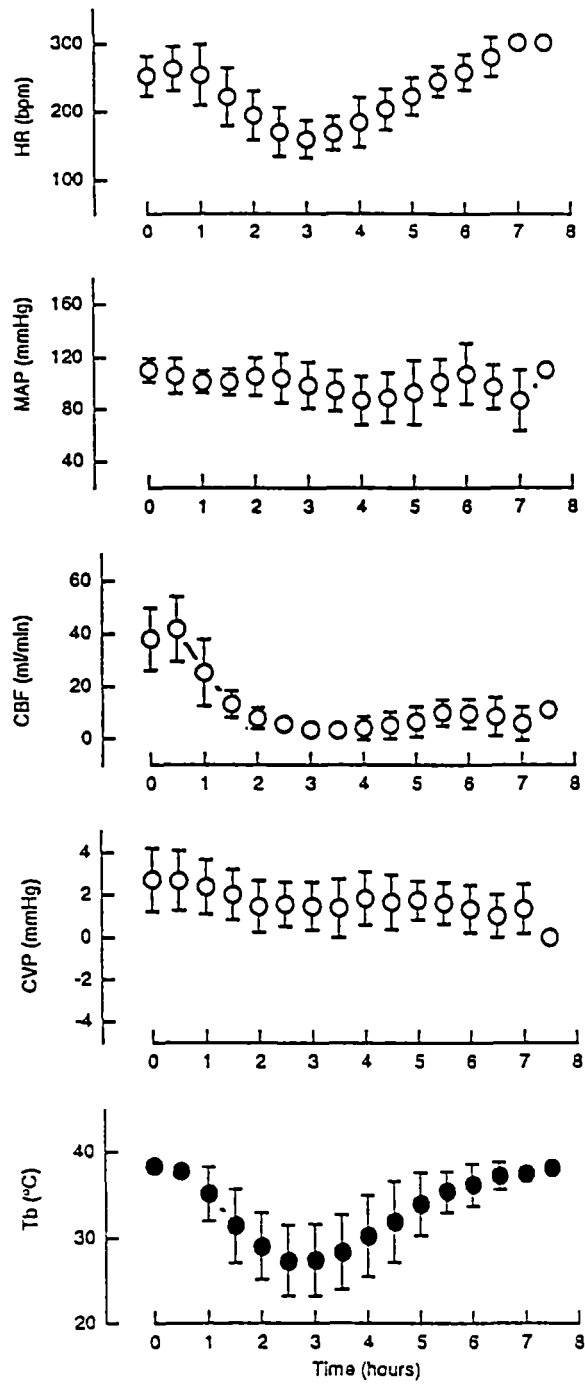 HR (bpm)
300
200
100
0 1 2 3 4 5 6 7 8
MAP (mmHg)
160
120
80
40
0 1 2 3 4 5 6 7 8
CBF (ml/min)
60
40
20
0
0 1 2 3 4 5 6 7 8
CVP (mmHg)
4
2
0
-2
-4
0 1 2 3 4 5 6 7 8
Tb (°C)
40
30
20
0 1 2 3 4 5 6 7 8
Time (hours)